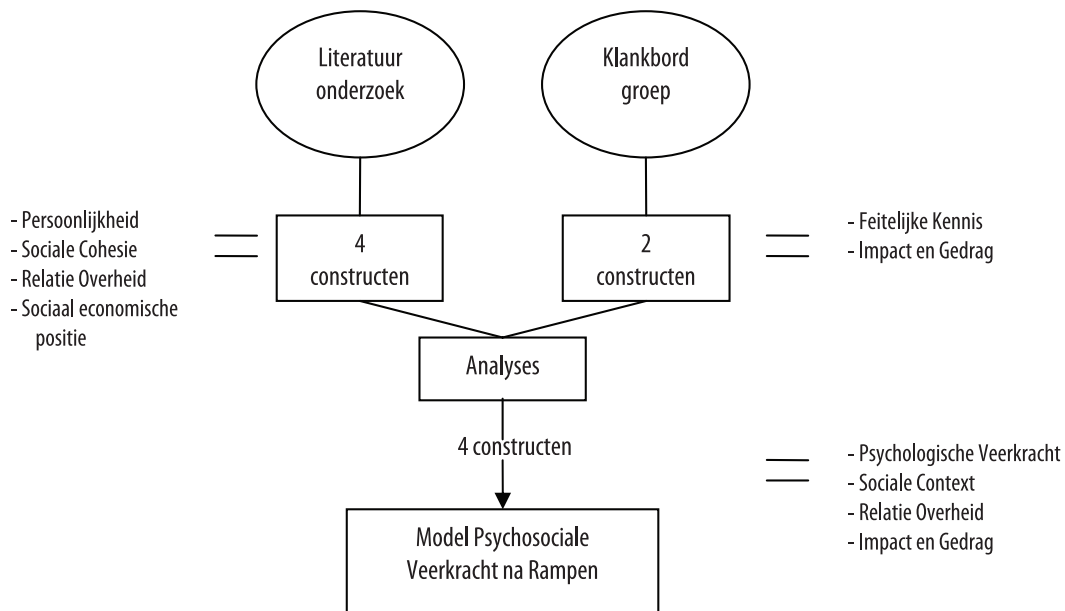 Literatuur
onderzoek
Klankbord
groep
- Persoonlijkheid
- Sociale Cohesie
- Relatie Overheid
- Sociaal economische
positie
4
constructen
2
constructen
- Feitelijke Kennis
- Impact en Gedrag
Analyses
4 constructen
- Psychologische Veerkracht
- Sociale Context
- Relatie Overheid
- Impact en Gedrag
Model Psychosociale
Veerkracht na Rampen